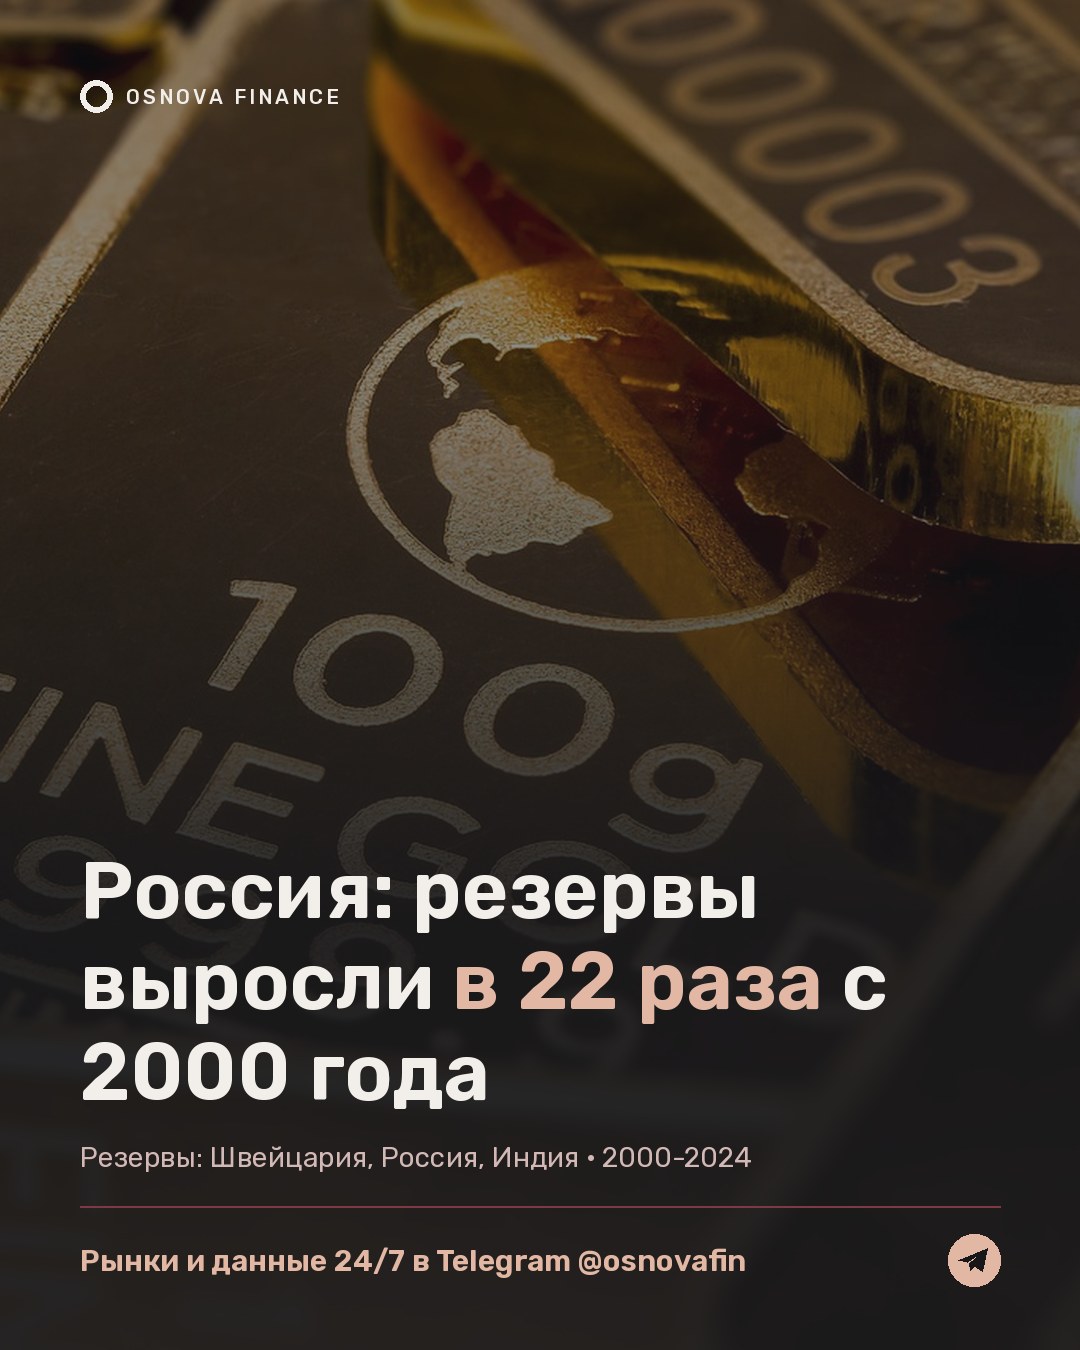 OSNOVA FINANCE
0003
100g
FINE GOLD
Россия: резервы
выросли в 22 раза с
2000 года
Резервы: Швейцария, Россия, Индия • 2000-2024
Рынки и данные 24/7 в Telegram @osnovafin